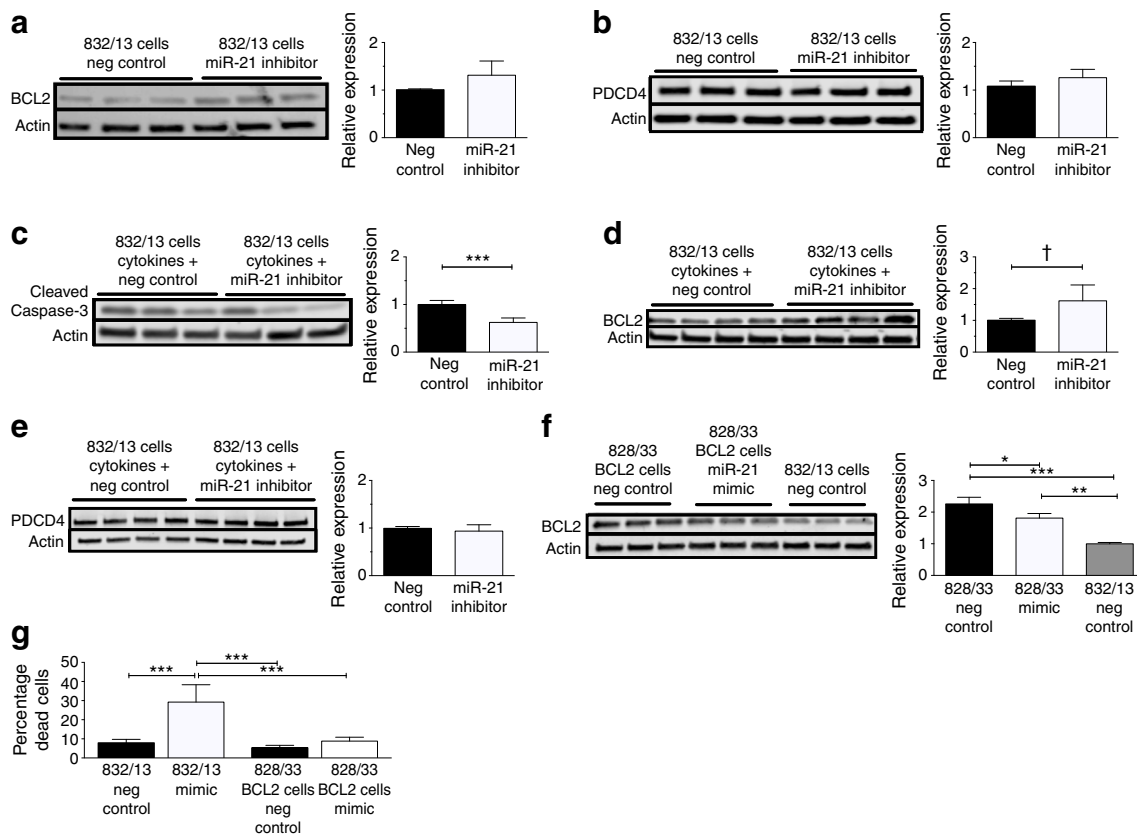 a
832/13 cells
neg control
832/13 cells
miR-21 inhibitor
BCL2
Actin
Relative expression
2
1
0
Neg
control
miR-21
inhibitor
b
832/13 cells
neg control
832/13 cells
miR-21 inhibitor
PDCD4
Actin
Relative expression
2
1
0
Neg
control
miR-21
inhibitor
c
832/13 cells
cytokines +
neg control
832/13 cells
cytokines +
miR-21 inhibitor
Cleaved
Caspase-3
Actin
Relative expression
2
1
0
***
Neg
control
miR-21
inhibitor
d
832/13 cells
cytokines +
neg control
832/13 cells
cytokines +
miR-21 inhibitor
BCL2
Actin
Relative expression
3
2
1
0
†
Neg
control
miR-21
inhibitor
e
832/13 cells
cytokines +
neg control
832/13 cells
cytokines +
miR-21 inhibitor
PDCD4
Actin
Relative expression
2
1
0
Neg
control
miR-21
inhibitor
f
828/33
BCL2 cells
neg control
828/33
BCL2 cells
miR-21
mimic
832/13 cells
neg control
BCL2
Actin
Relative expression
3
2
1
0
*
***
**
828/33
neg
control
828/33
mimic
832/13
neg
control
g
Percentage
dead cells
50
40
30
20
10
0
***
***
***
832/13
neg
control
832/13
mimic
828/33
BCL2 cells
neg
control
828/33
BCL2 cells
mimic